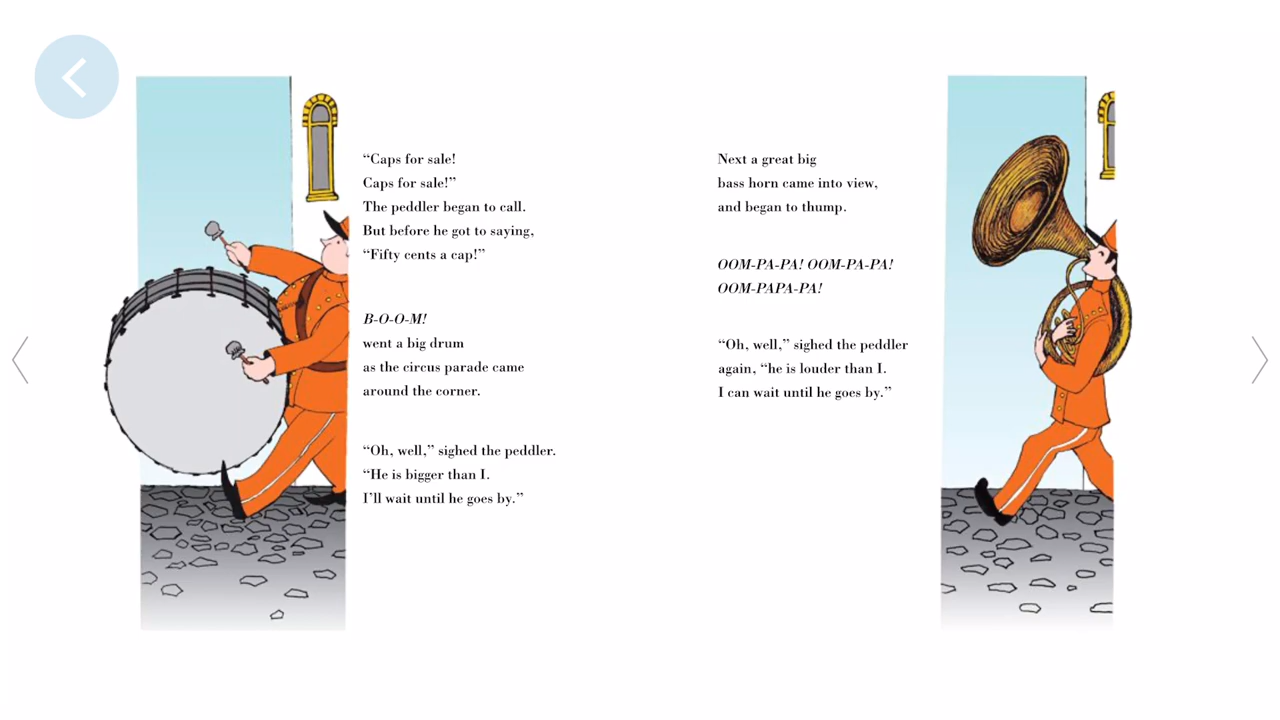 “Caps for sale!
Caps for sale!”
The peddler began to call.
But before he got to saying,
“Fifty cents a cap!”
B-O-O-M!
went a big drum
as the circus parade came
around the corner.
“Oh, well,” sighed the peddler.
“He is bigger than I.
I’ll wait until he goes by.”
Next a great big
bass horn came into view,
and began to thump.
OOM-PA-PA! OOM-PA-PA!
OOM-PAPA-PA!
“Oh, well,” sighed the peddler
again, “he is louder than I.
I can wait until he goes by.”